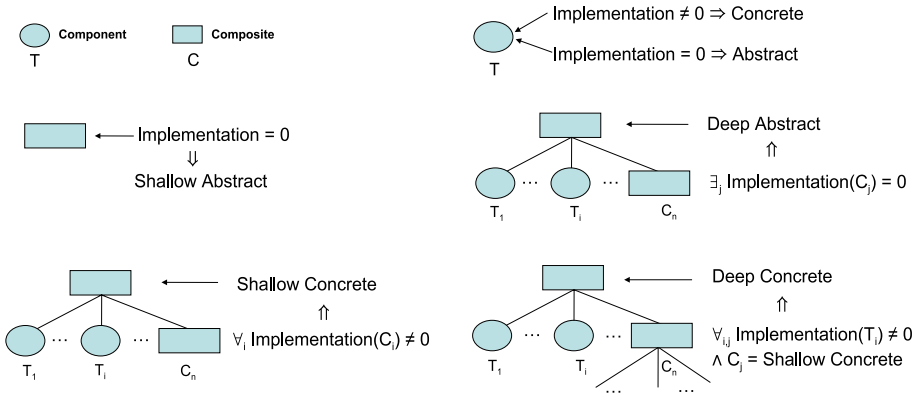 Component
T
Composite
C
Implementation ≠ 0 ⇒ Concrete
Implementation = 0 ⇒ Abstract
T
Implementation = 0
⇓
Shallow Abstract
Deep Abstract
⇑
∃j Implementation(Cj) = 0
... ...
T1 Ti Cn
Shallow Concrete
⇑
∀i Implementation(Ci) ≠ 0
... ...
T1 Ti Cn
Deep Concrete
⇑
∀i,j Implementation(Ti) ≠0
∧ Cj = Shallow Concrete
... ...
T1 Ti Cn
... ...